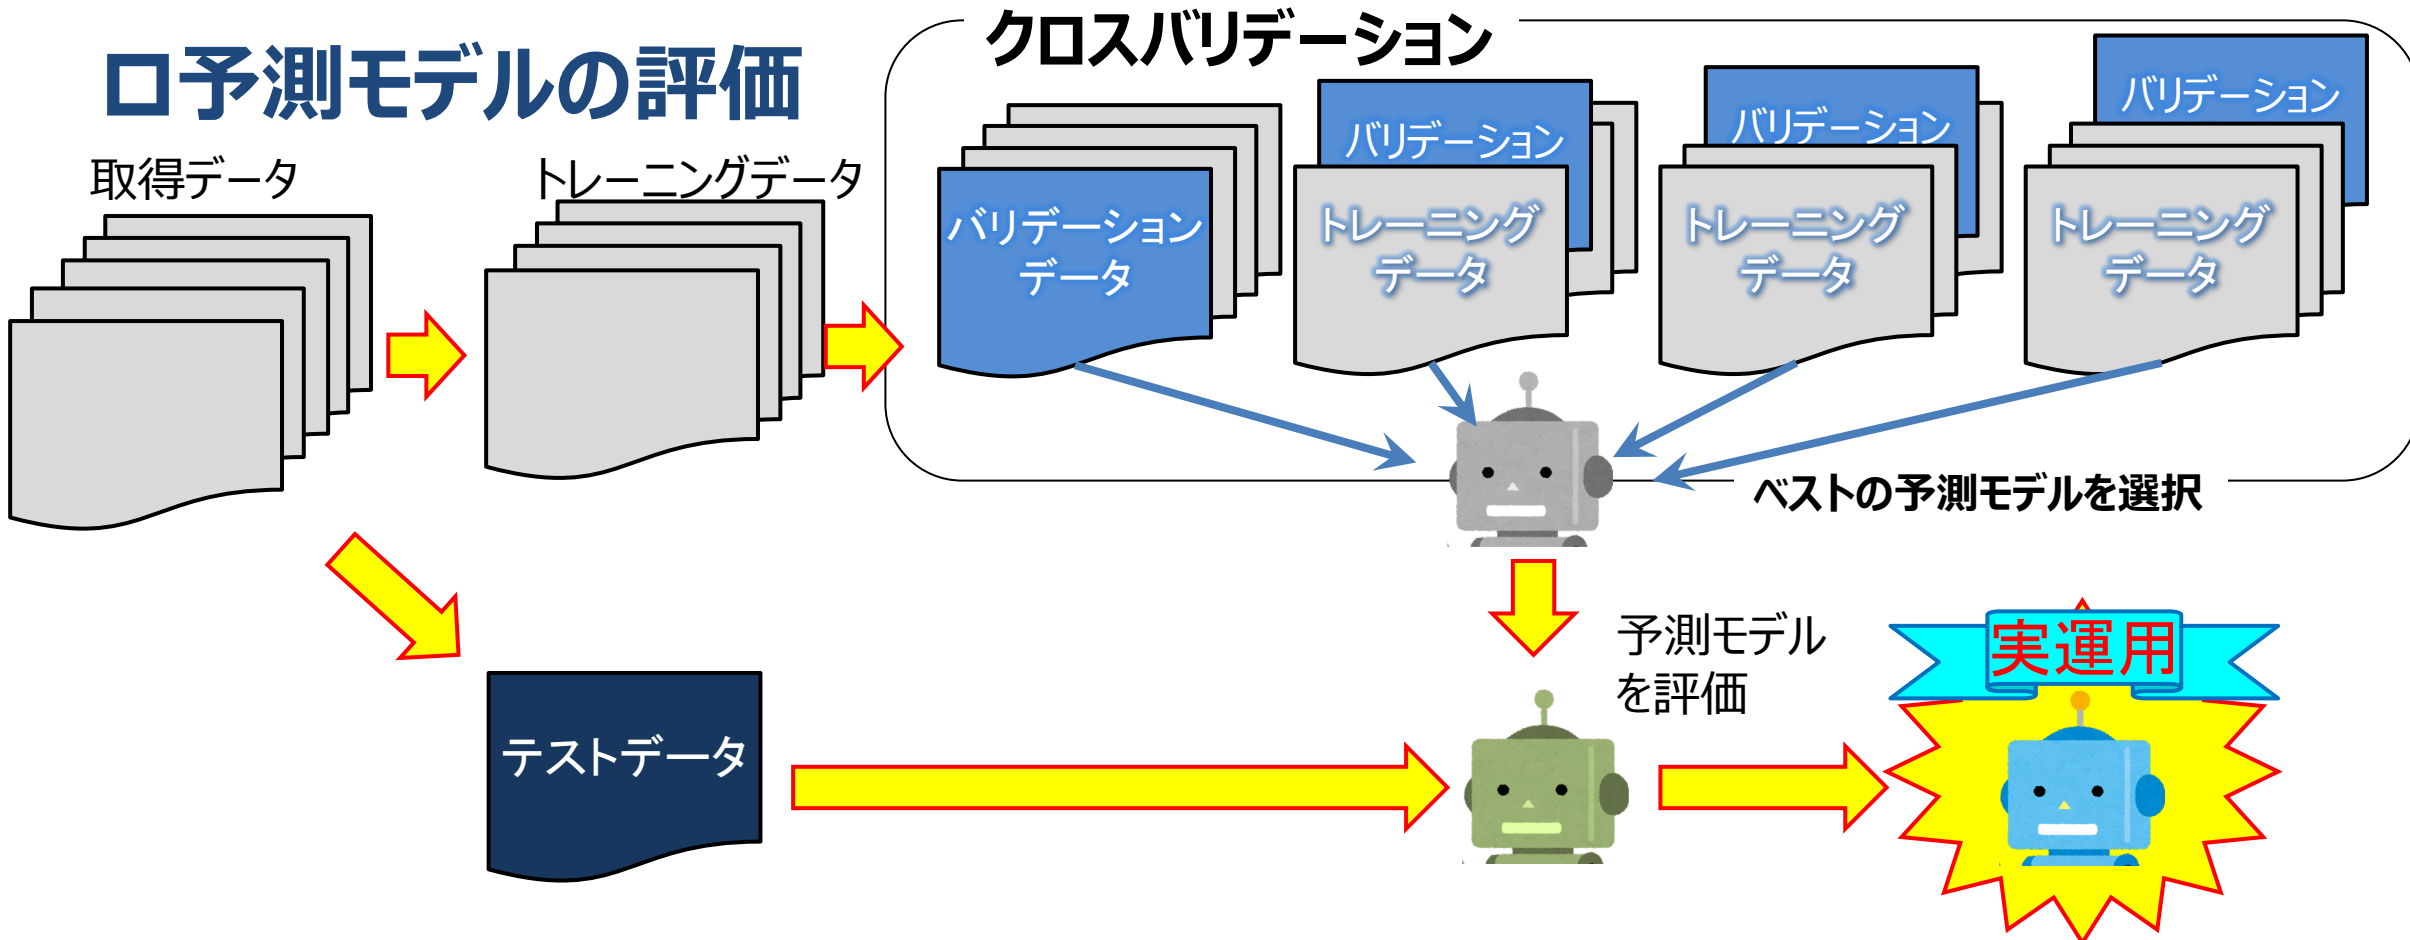 ロ予測モデルの評価
クロスバリデーション
取得データ
トレーニングデータ
バリデーション
データ
バリデーション
トレーニング
データ
バリデーション
トレーニング
データ
バリデーション
トレーニング
データ
ベストの予測モデルを選択
予測モデル
を評価
実運用
テストデータ